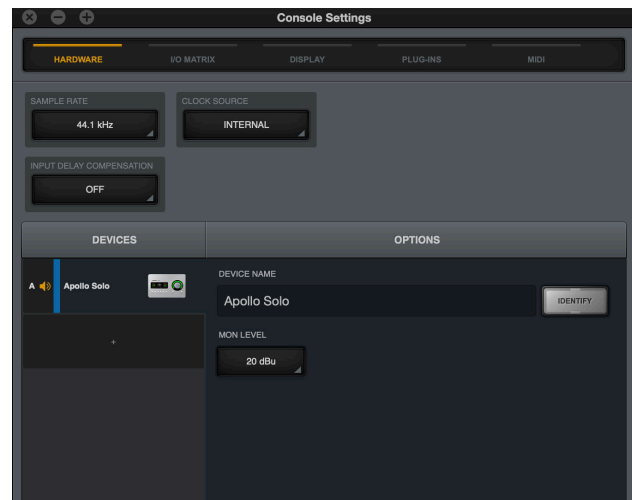 Console Settings
HARDWARE I/O MATRIX DISPLAY PLUG-INS MIDI
SAMPLE RATE CLOCK SOURCE
44.1 kHz INTERNAL
INPUT DELAY COMPENSATION
OFF
DEVICES OPTIONS
DEVICE NAME
A Apollo Solo
Apollo Solo IDENTIFY
MON LEVEL
+
20 dBu